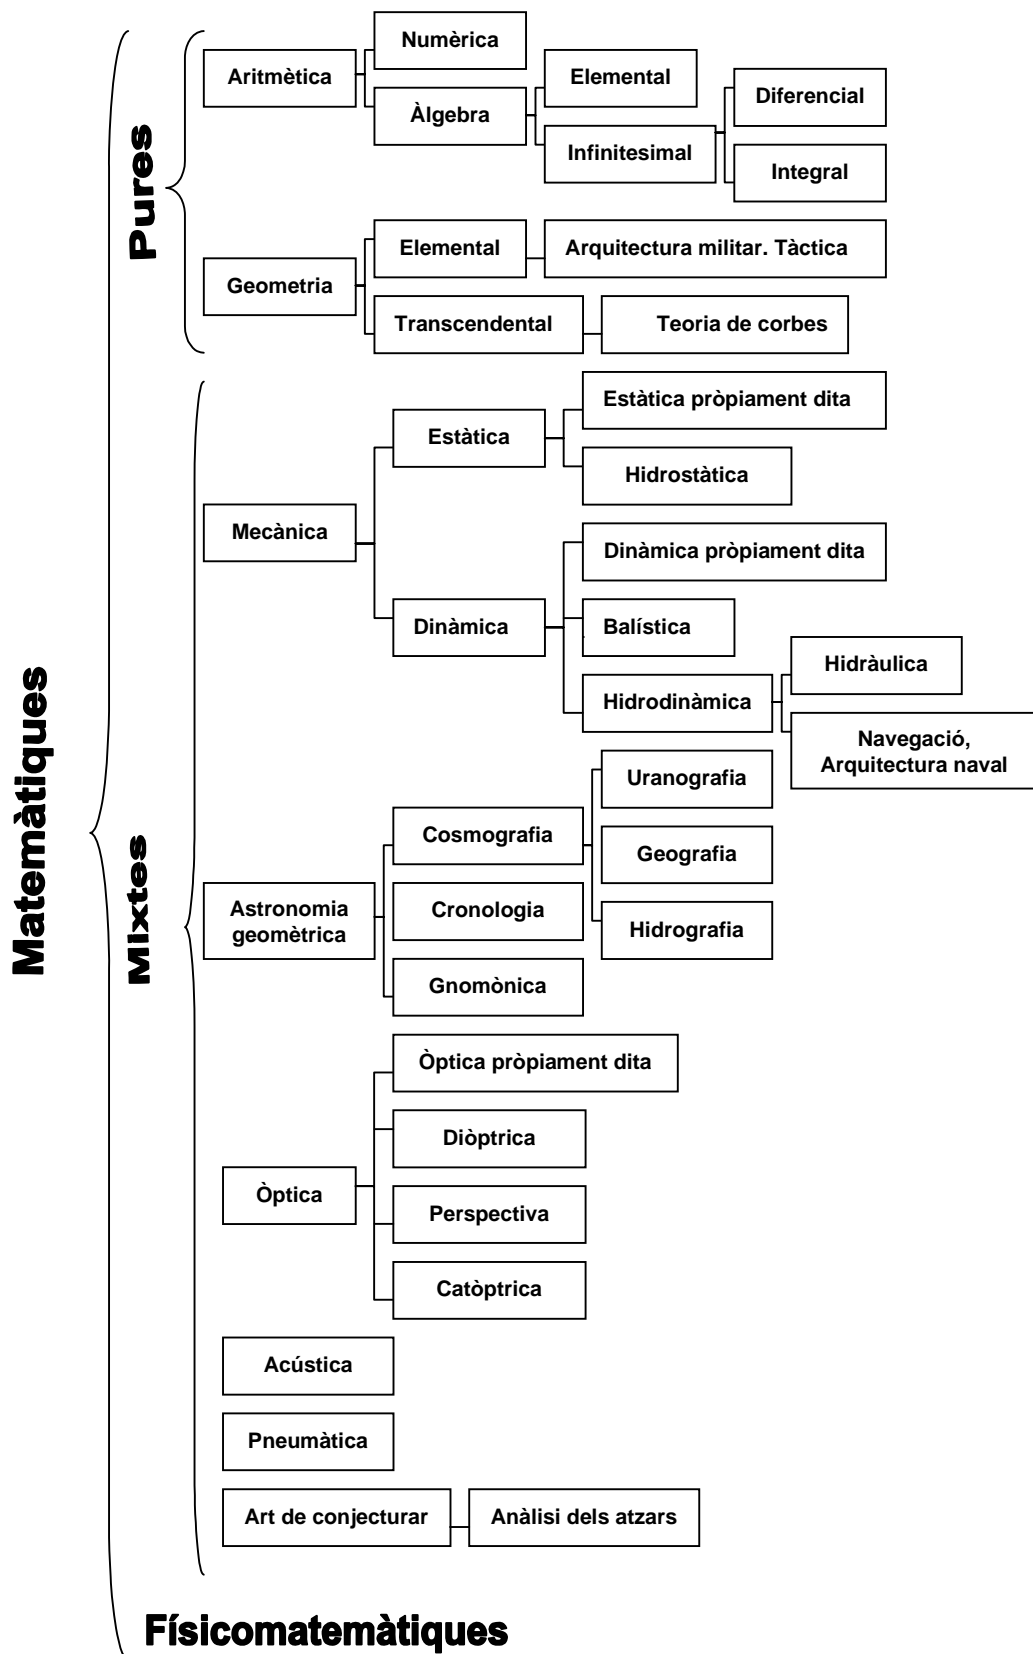 Matemàtiques
Pures
Aritmètica
Numèrica
Àlgebra
Elemental
Infinitesimal
Diferencial
Integral
Geometria
Elemental
Arquitectura militar. Tàctica
Transcendental
Teoria de corbes
Mixtes
Mecànica
Estàtica
Estàtica pròpiament dita
Hidrostàtica
Dinàmica
Dinàmica pròpiament dita
Balística
Hidrodinàmica
Hidràulica
Navegació,
Arquitectura naval
Astronomia
geomètrica
Cosmografia
Uranografia
Geografia
Hidrografia
Cronologia
Gnomònica
Òptica
Òptica pròpiament dita
Diòptrica
Perspectiva
Catòptrica
Acústica
Pneumàtica
Art de conjecturar
Anàlisi dels atzars
Físicomatemàtiques